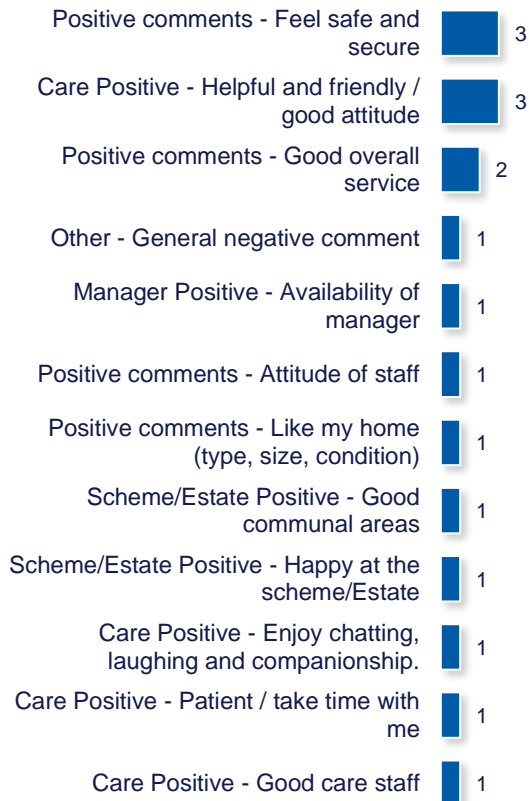 Positive comments - Feel safe and
secure
3
Care Positive - Helpful and friendly /
good attitude
3
Positive comments - Good overall
service
2
Other - General negative comment
1
Manager Positive - Availability of
manager
1
Positive comments - Attitude of staff
1
Positive comments - Like my home
(type, size, condition)
1
Scheme/Estate Positive - Good
communal areas
1
Scheme/Estate Positive - Happy at the
scheme/Estate
1
Care Positive - Enjoy chatting,
laughing and companionship.
1
Care Positive - Patient / take time with
me
1
Care Positive - Good care staff
1